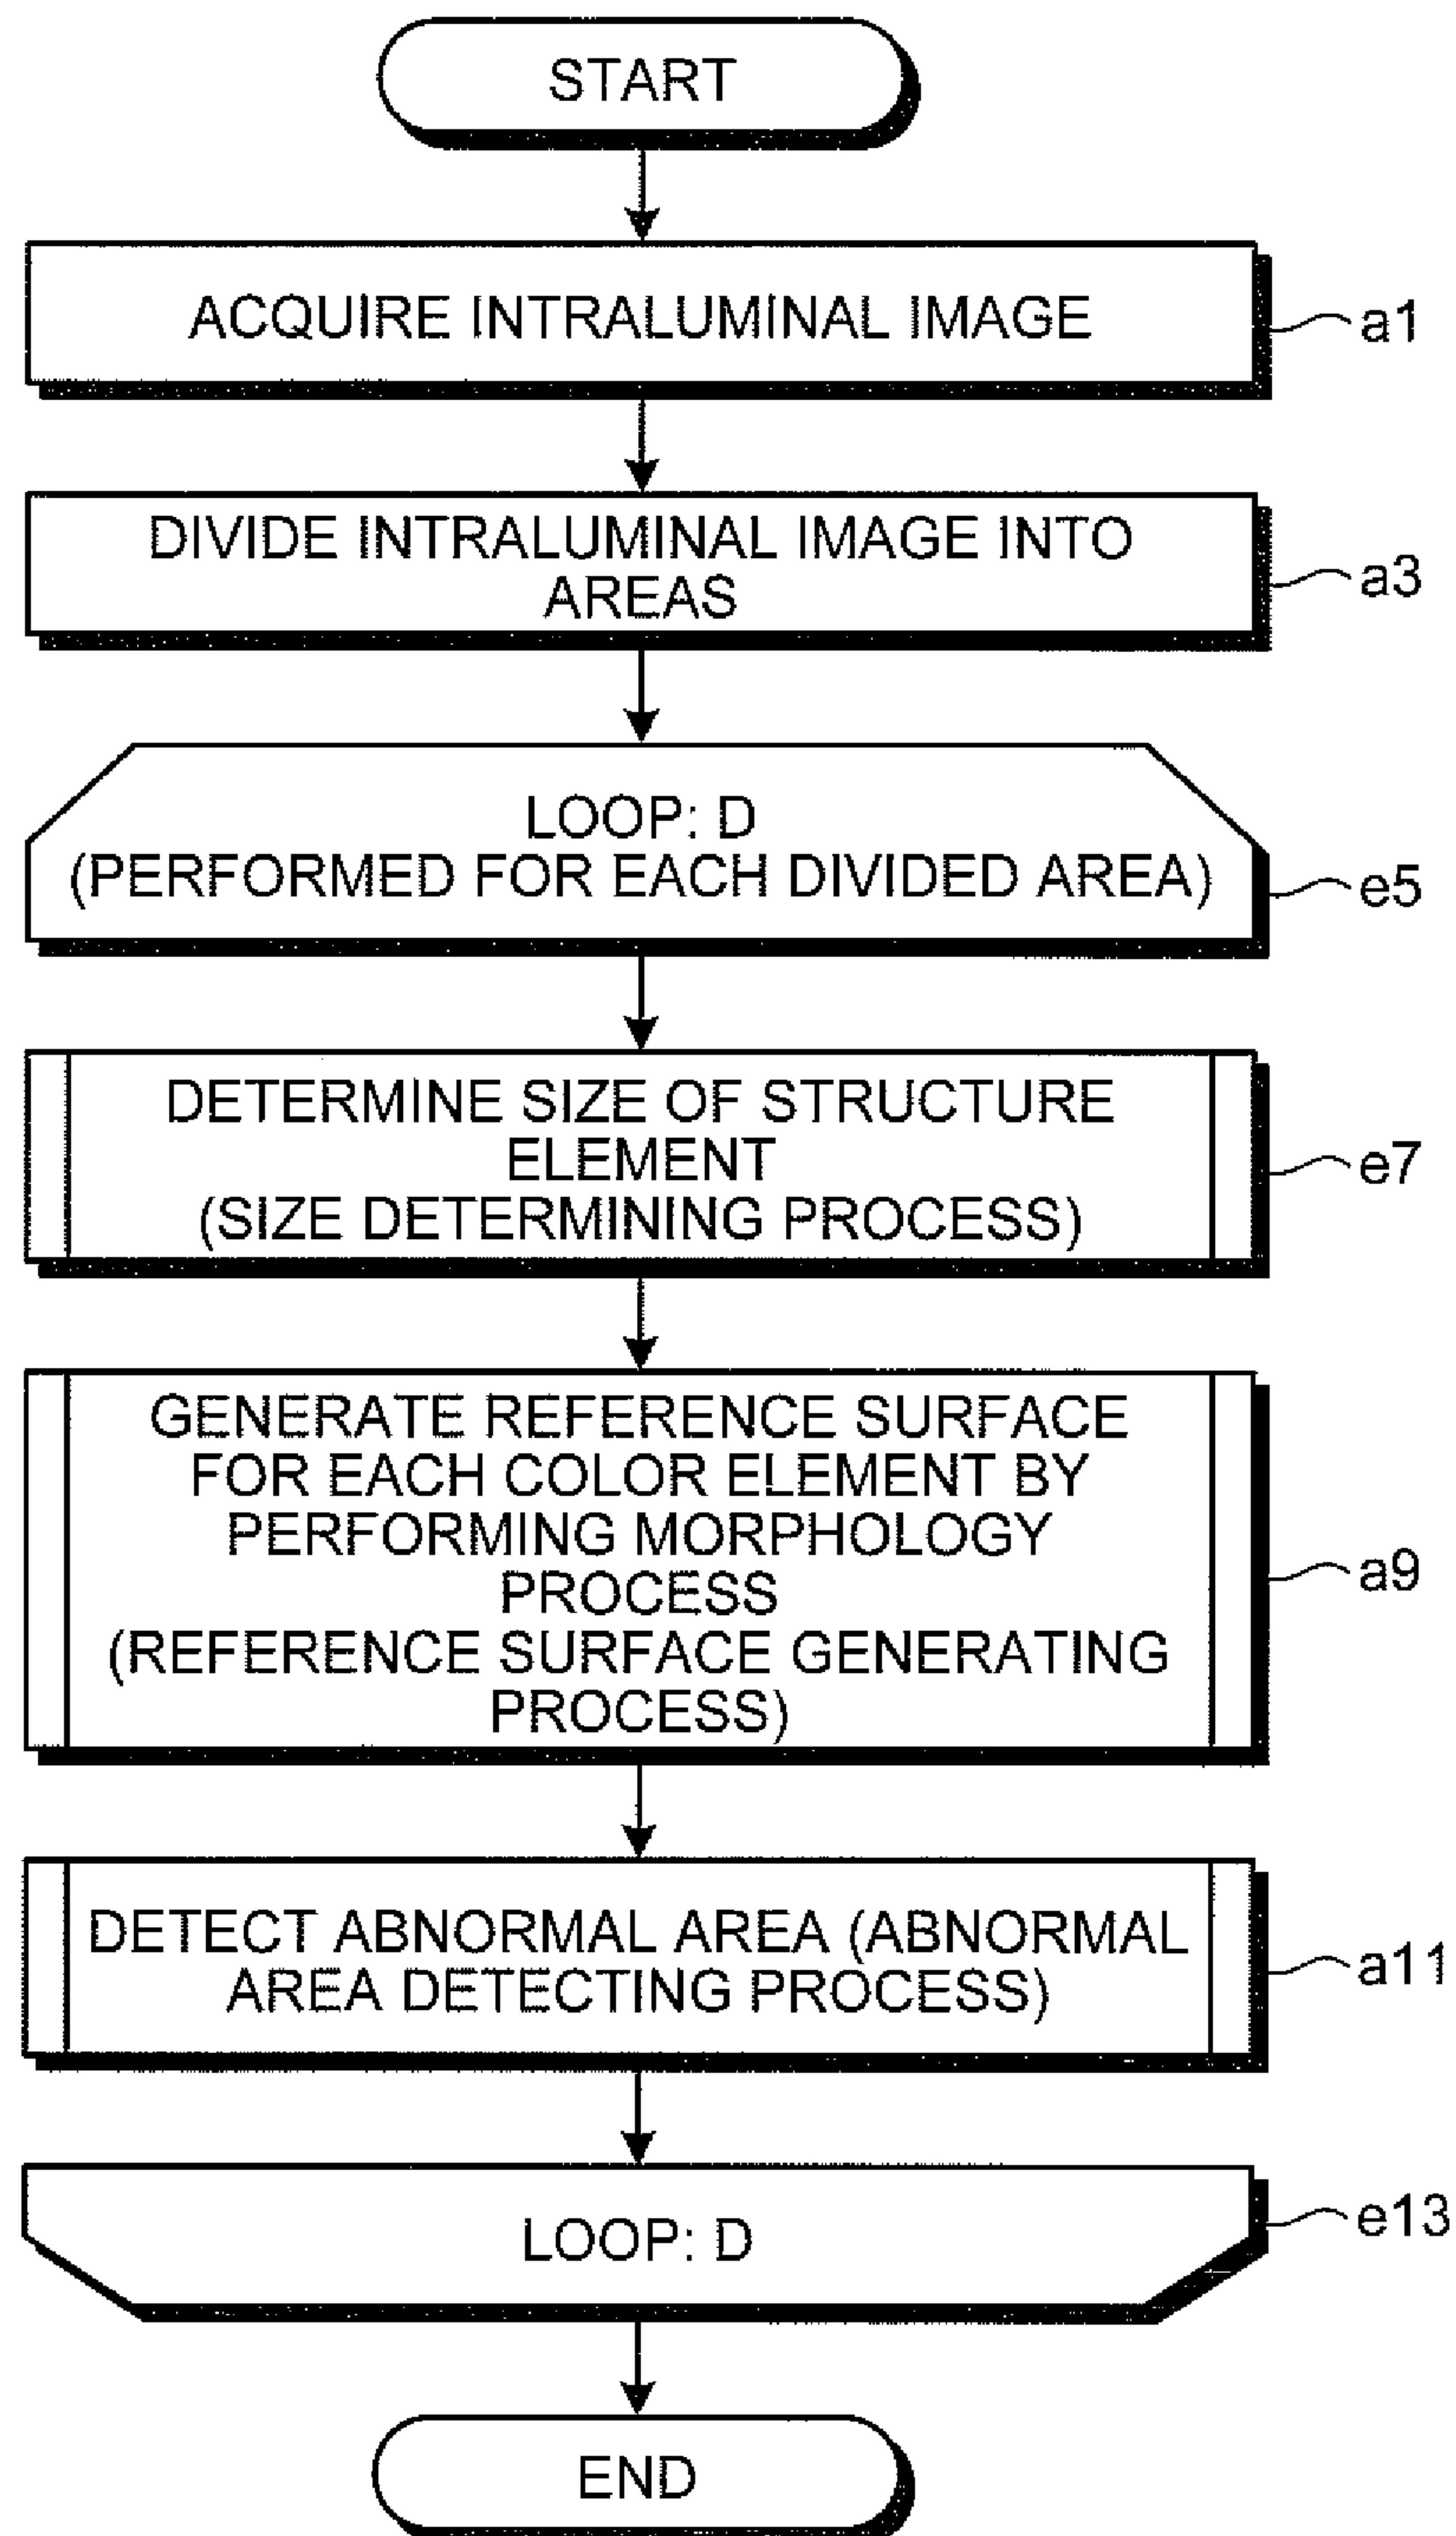 START
ACQUIRE INTRALUMINAL IMAGE
a1
DIVIDE INTRALUMINAL IMAGE INTO
AREAS
a3
LOOP: D
(PERFORMED FOR EACH DIVIDED AREA)
e5
DETERMINE SIZE OF STRUCTURE
ELEMENT
(SIZE DETERMINING PROCESS)
e7
GENERATE REFERENCE SURFACE
FOR EACH COLOR ELEMENT BY
PERFORMING MORPHOLOGY
PROCESS
(REFERENCE SURFACE GENERATING
PROCESS)
a9
DETECT ABNORMAL AREA (ABNORMAL
AREA DETECTING PROCESS)
a11
LOOP: D
e13
END